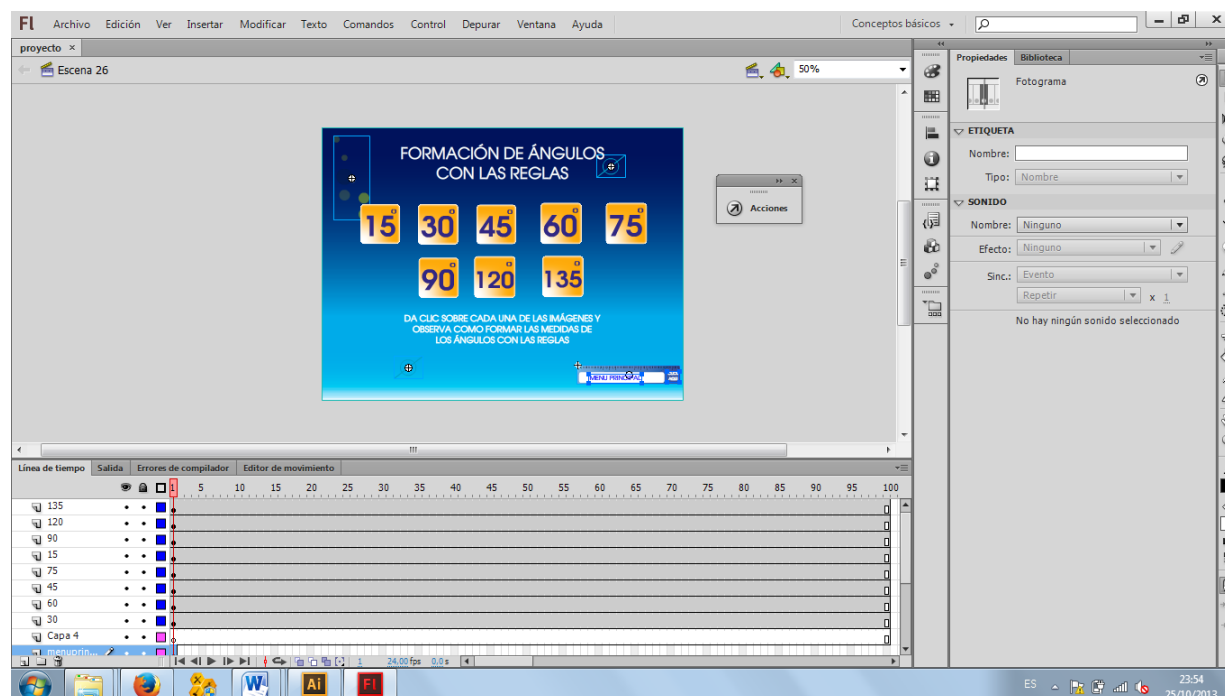 Fl Archivo Edición Ver Insertar Modificar Texto Comandos Control Depurar Ventana Ayuda Conceptos básicos
proyecto ×
Escena 26
50%
FORMACIÓN DE ÁNGULOS
CON LAS REGLAS
15° 30° 45° 60° 75°
90° 120° 135°
DA CLIC SOBRE CADA UNA DE LAS IMÁGENES Y
OBSERVA COMO FORMAR LAS MEDIDAS DE
LOS ÁNGULOS CON LAS REGLAS
MENU PRINCIPAL
Acciones
Propiedades Biblioteca
Fotograma
ETIQUETA
Nombre:
Tipo: Nombre
SONIDO
Nombre: Ninguno
Efecto: Ninguno
Sinc.: Evento
Repetir x 1
No hay ningún sonido seleccionado
Línea de tiempo Salida Errores de compilador Editor de movimiento
1 5 10 15 20 25 30 35 40 45 50 55 60 65 70 75 80 85 90 95 100
135
120
90
15
75
45
60
30
Capa 4
menuprin...
1 24.00 fps 0.0 s
W Ai Fl
ES 23:54
25/10/2013